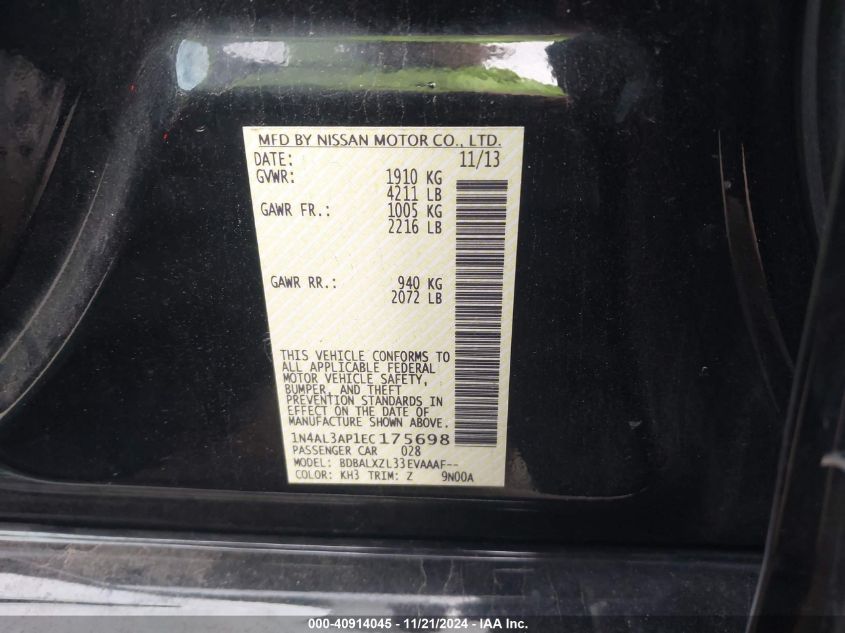 MFD BY NISSAN MOTOR CO., LTD.
DATE: 11/13
GVWR: 1910 KG
4211 LB
GAWR FR.: 1005 KG
2216 LB
GAWR RR.: 940 KG
2072 LB
THIS VEHICLE CONFORMS TO
ALL APPLICABLE FEDERAL
MOTOR VEHICLE SAFETY,
BUMPER, AND THEFT
PREVENTION STANDARDS IN
EFFECT ON THE DATE OF
MANUFACTURE SHOWN ABOVE.
1N4AL3AP1EC175698
PASSENGER CAR 028
MODEL: BDBALXZL33EVAAAF--
COLOR: KH3 TRIM: Z 9N00A
000-40914045 - 11/21/2024 - IAA Inc.